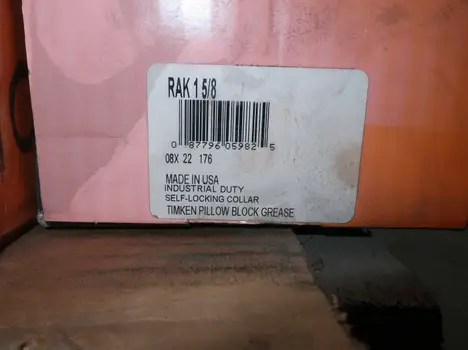 RAK 1 5/8
0 87796 05982 5
08X 22 176
MADE IN USA
INDUSTRIAL DUTY
SELF-LOCKING COLLAR
TIMKEN PILLOW BLOCK GREASE